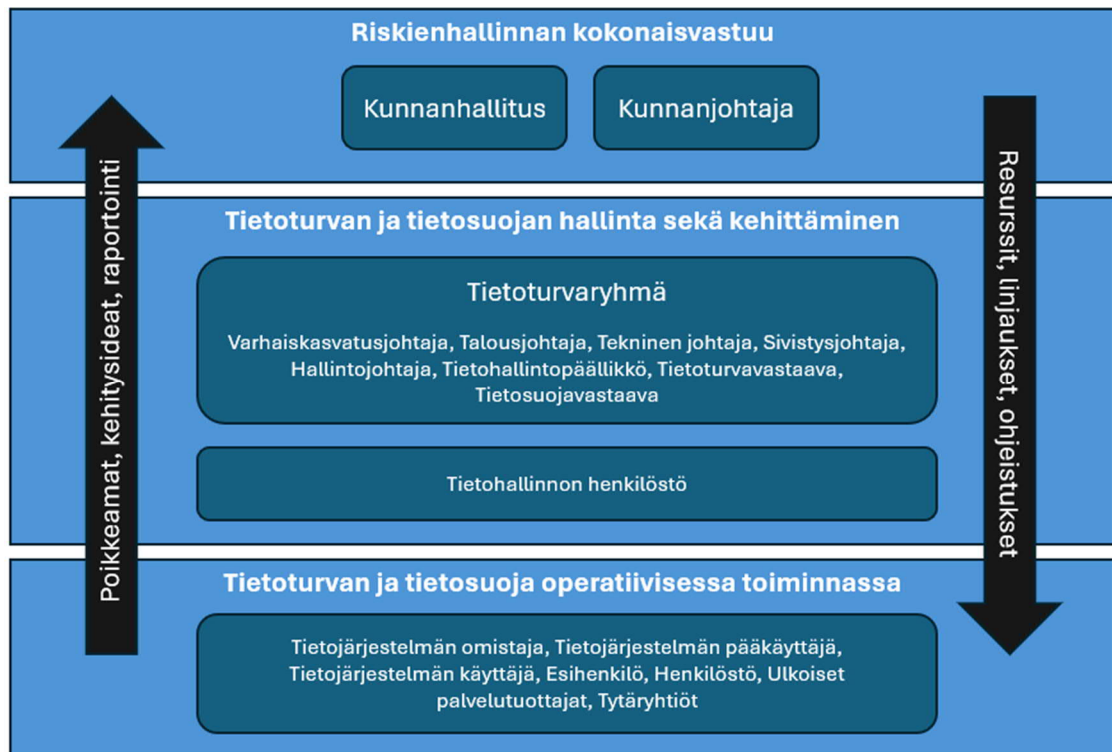 Riskienhallinnan kokonaisvastuu
Kunnanhallitus
Kunnanjohtaja
Poikkeamat, kehitysideat, raportointi
Resurssit, linjaukset, ohjeistukset
Tietoturvan ja tietosuojan hallinta sekä kehittäminen
Tietoturvaryhmä
Varhaiskasvatusjohtaja, Talousjohtaja, Tekninen johtaja, Sivistysjohtaja,
Hallintojohtaja, Tietohallintopäällikkö, Tietoturvavastaava,
Tietosuojavastaava
Tietohallinnon henkilöstö
Tietoturvan ja tietosuoja operatiivisessa toiminnassa
Tietojärjestelmän omistaja, Tietojärjestelmän pääkäyttäjä,
Tietojärjestelmän käyttäjä, Esihenkilö, Henkilöstö, Ulkoiset
palvelutuottajat, Tytäryhtiöt